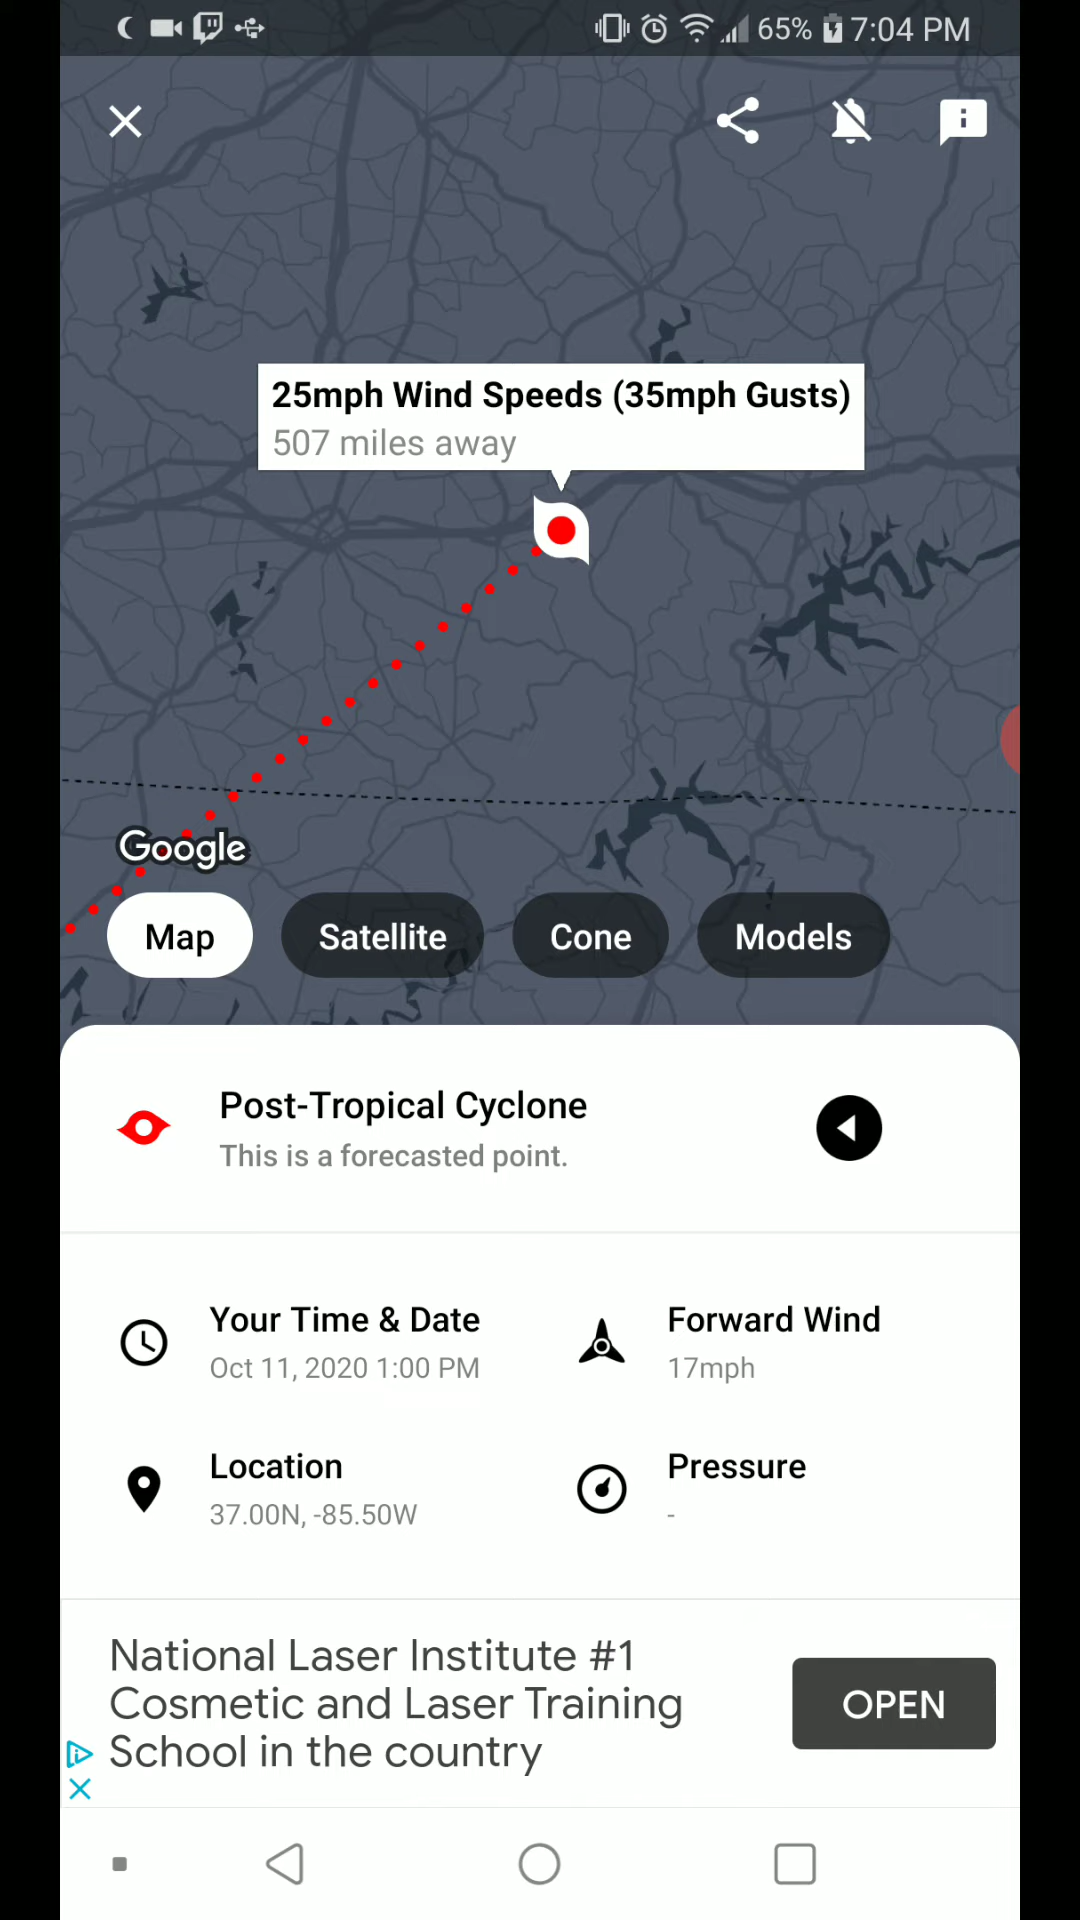 65% 7:04 PM
25mph Wind Speeds (35mph Gusts)
507 miles away
Google
Map Satellite Cone Models
Post-Tropical Cyclone
This is a forecasted point.
Your Time & Date
Oct 11, 2020 1:00 PM
Forward Wind
17mph
Location
37.00N, -85.50W
Pressure
-
National Laser Institute #1
Cosmetic and Laser Training
School in the country
OPEN